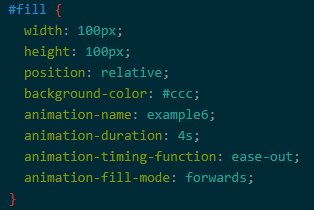 #fill {
  width: 100px;
  height: 100px;
  position: relative;
  background-color: #ccc;
  animation-name: example6;
  animation-duration: 4s;
  animation-timing-function: ease-out;
  animation-fill-mode: forwards;
}